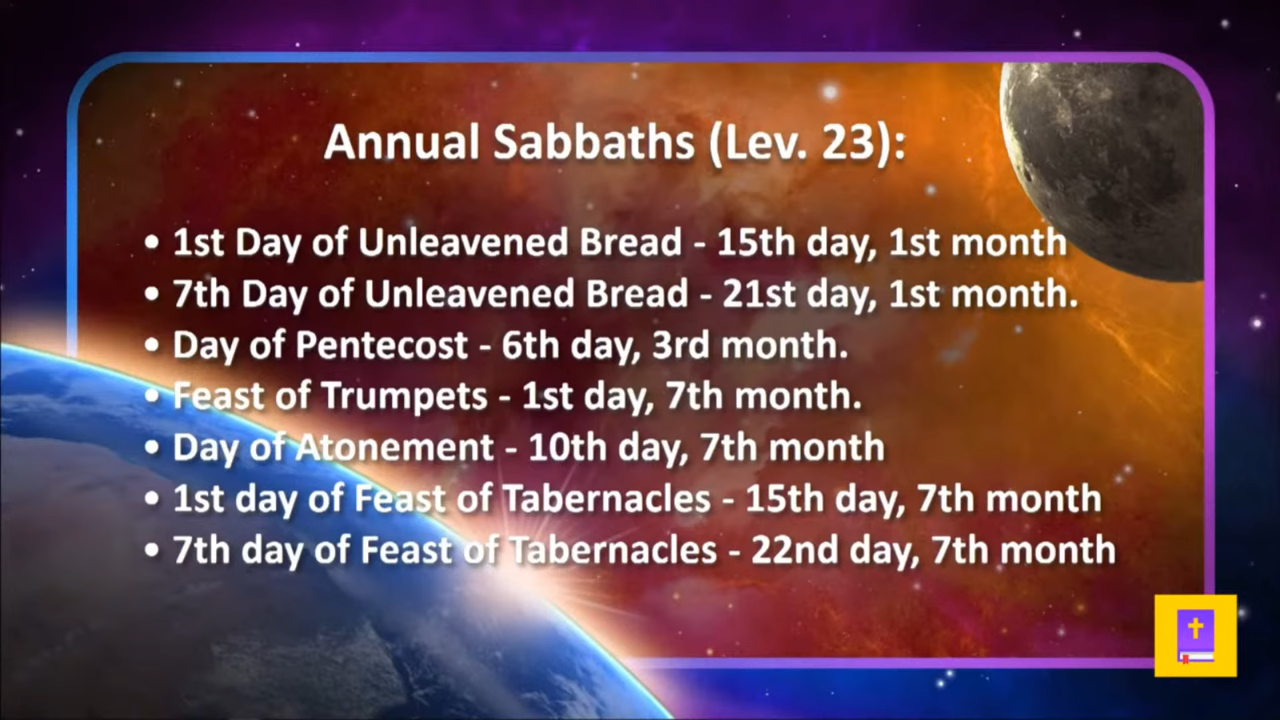 Annual Sabbaths (Lev. 23):
• 1st Day of Unleavened Bread - 15th day, 1st month
• 7th Day of Unleavened Bread - 21st day, 1st month.
• Day of Pentecost - 6th day, 3rd month.
• Feast of Trumpets - 1st day, 7th month.
• Day of Atonement - 10th day, 7th month
• 1st day of Feast of Tabernacles - 15th day, 7th month
• 7th day of Feast of Tabernacles - 22nd day, 7th month